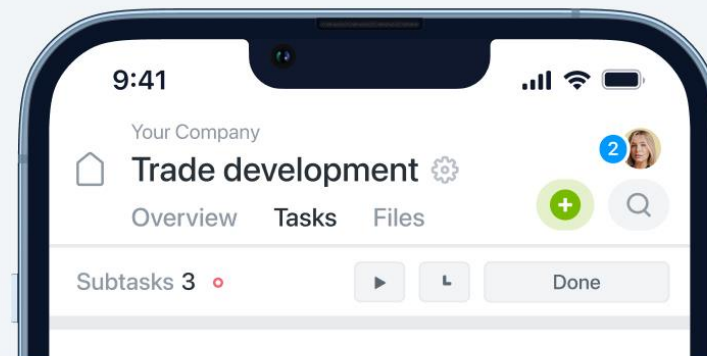 9:41
Your Company
Trade development
2
Overview Tasks Files
Subtasks 3 Done